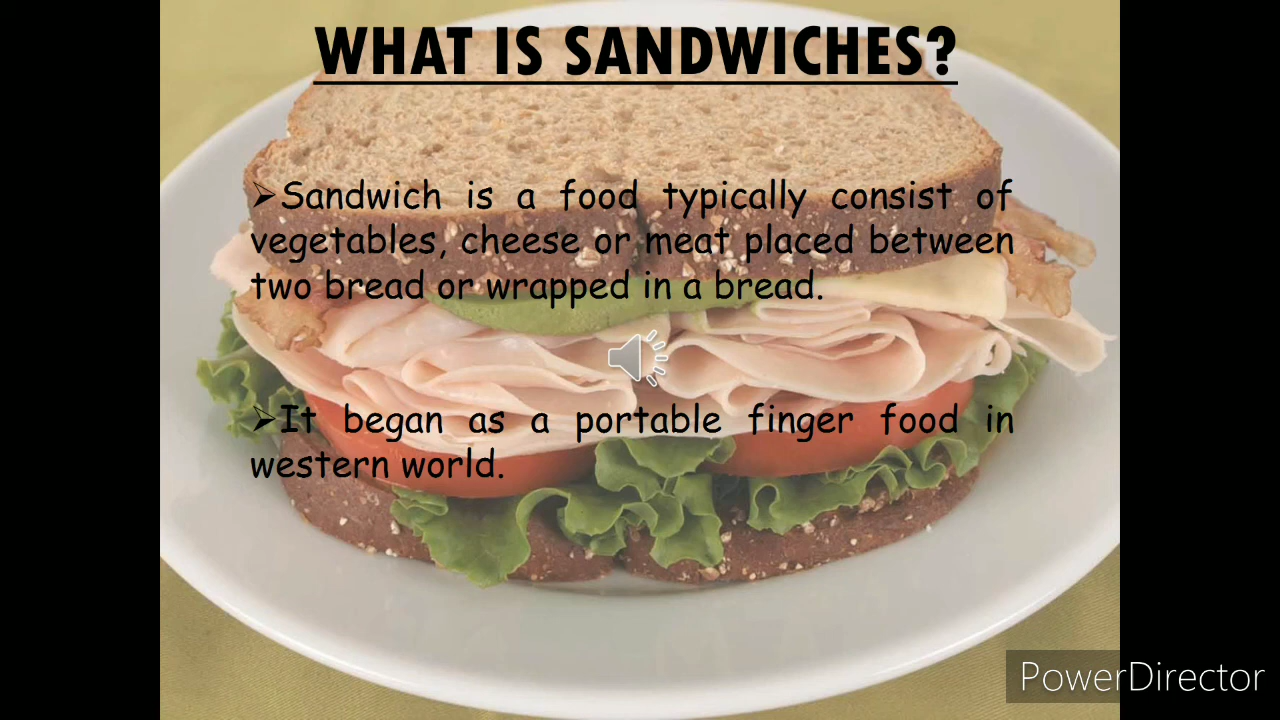 WHAT IS SANDWICHES?
➢Sandwich is a food typically consist of
vegetables, cheese or meat placed between
two bread or wrapped in a bread.
➢It began as a portable finger food in
western world.
PowerDirector